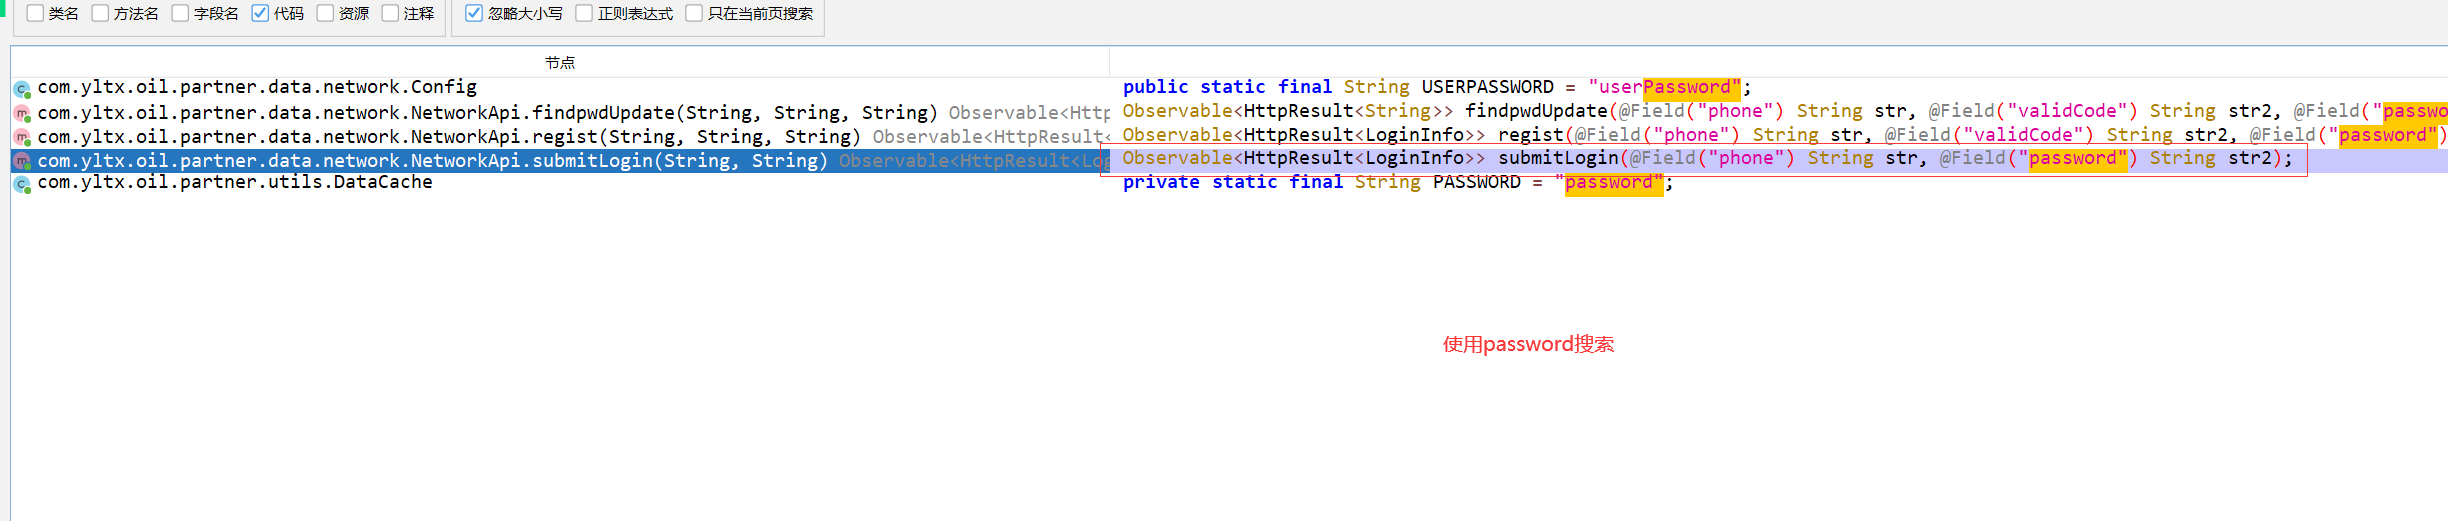 类名 方法名 字段名 代码 资源 注释 忽略大小写 正则表达式 只在当前页搜索
节点
com.yltx.oil.partner.data.network.Config public static final String USERPASSWORD = "userPassword";
com.yltx.oil.partner.data.network.NetworkApi.findpwdUpdate(String, String, String) Observable<Http Observable<HttpResult<String>> findpwdUpdate(@Field("phone") String str, @Field("validCode") String str2, @Field("passwo
com.yltx.oil.partner.data.network.NetworkApi.regist(String, String, String) Observable<HttpResult< Observable<HttpResult<LoginInfo>> regist(@Field("phone") String str, @Field("validCode") String str2, @Field("password")
com.yltx.oil.partner.data.network.NetworkApi.submitLogin(String, String) Observable<HttpResult<Log Observable<HttpResult<LoginInfo>> submitLogin(@Field("phone") String str, @Field("password") String str2);
com.yltx.oil.partner.utils.DataCache private static final String PASSWORD = "password";
使用password搜索